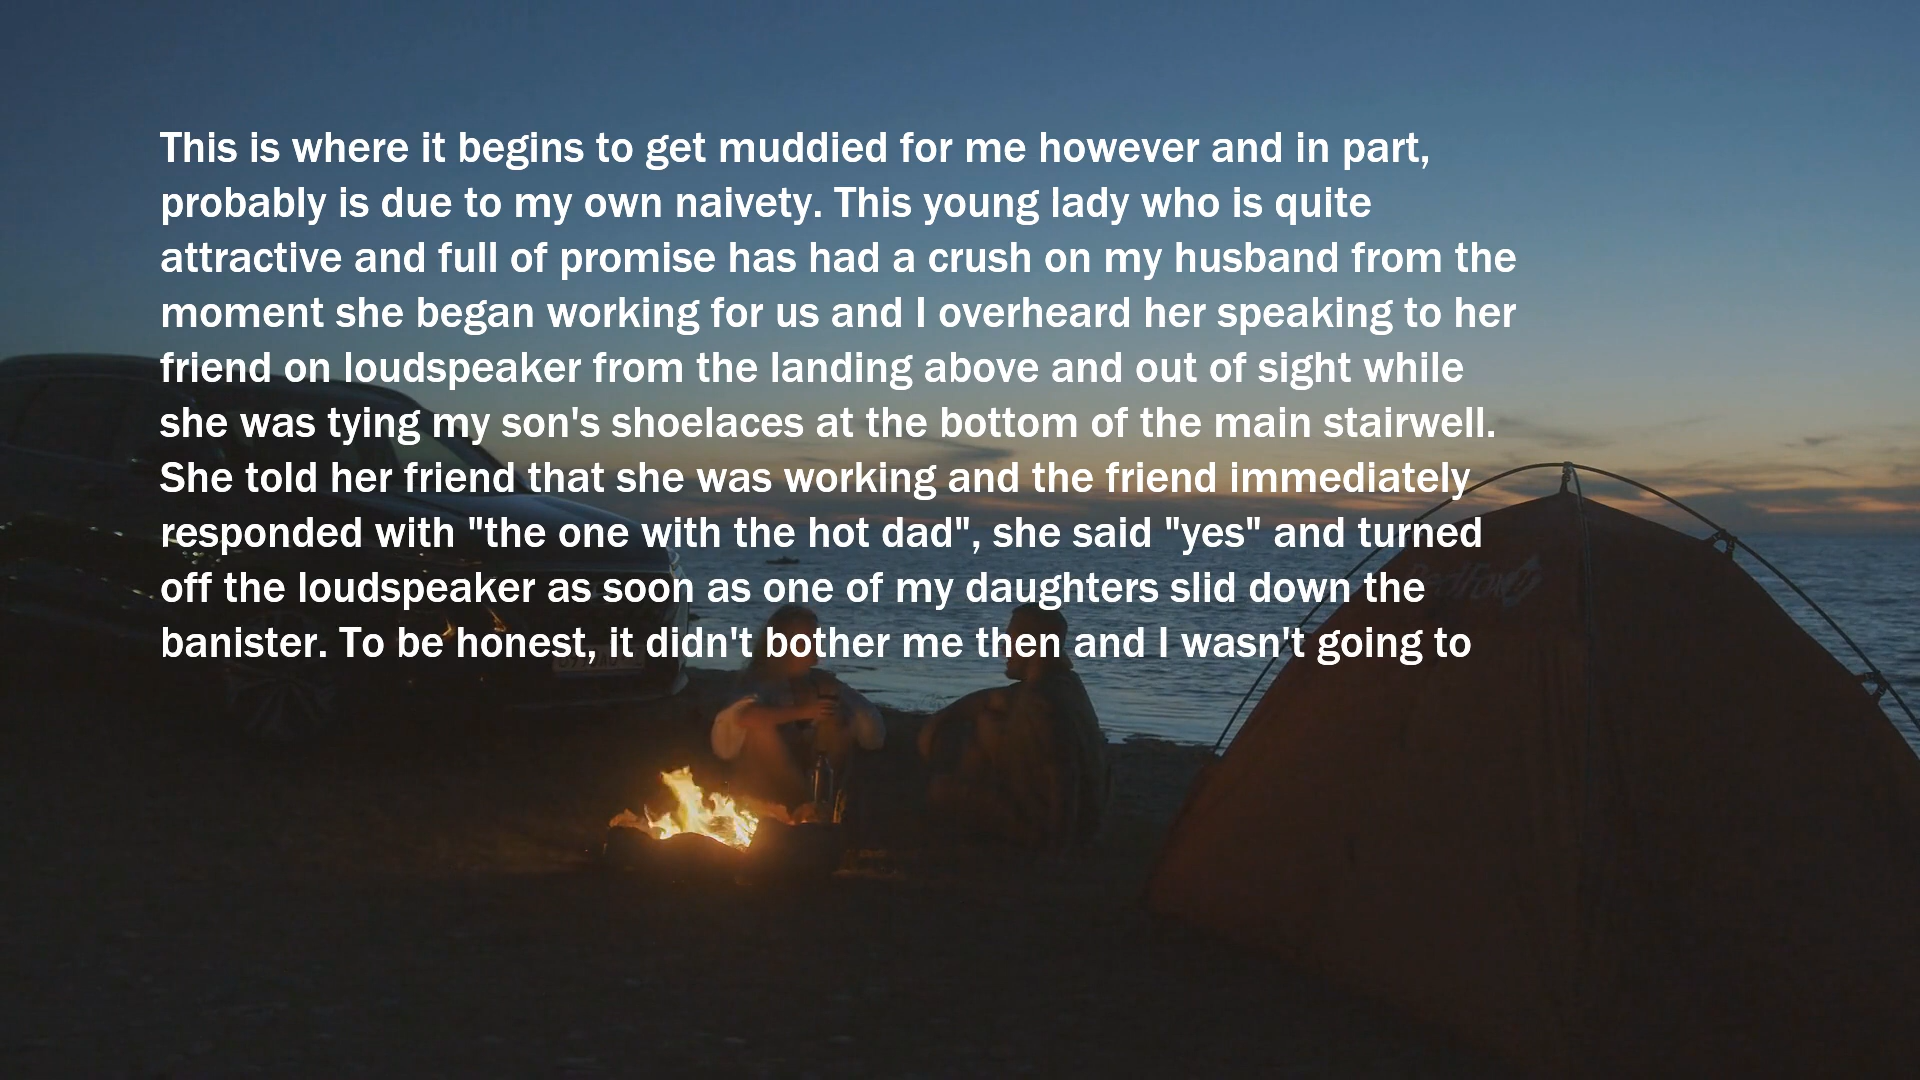 This is where it begins to get muddied for me however and in part,
probably is due to my own naivety. This young lady who is quite
attractive and full of promise has had a crush on my husband from the
moment she began working for us and I overheard her speaking to her
friend on loudspeaker from the landing above and out of sight while
she was tying my son's shoelaces at the bottom of the main stairwell.
She told her friend that she was working and the friend immediately
responded with "the one with the hot dad", she said "yes" and turned
off the loudspeaker as soon as one of my daughters slid down the
banister. To be honest, it didn't bother me then and I wasn't going to